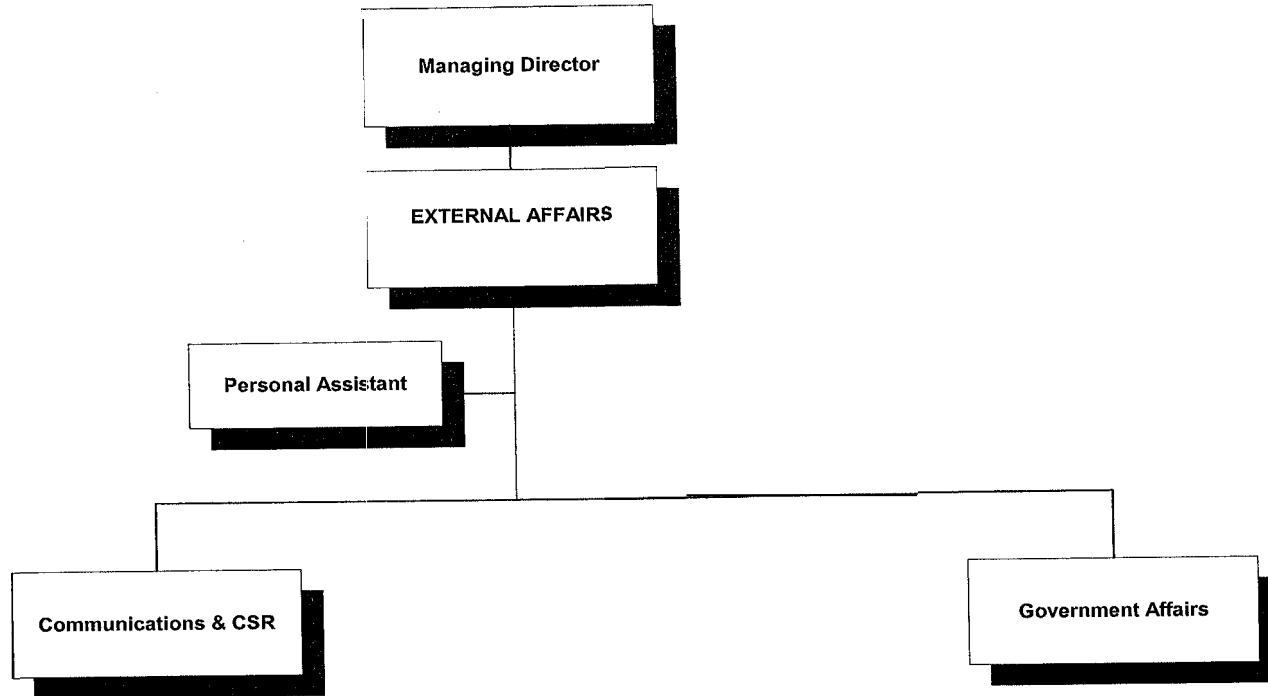 Managing Director
EXTERNAL AFFAIRS
Personal Assistant
Communications & CSR
Government Affairs